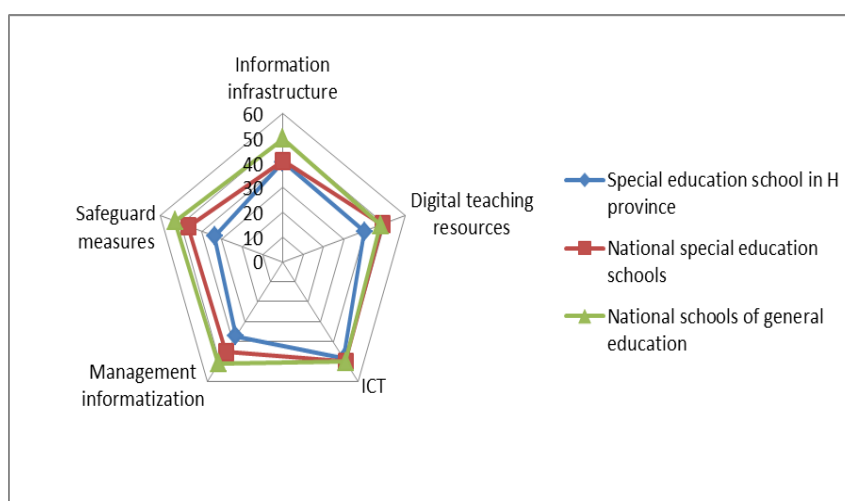 Information
infrastructure
60
50
40
30
20
10
0
Digital teaching
resources
ICT
Management
informatization
Safeguard
measures
Special education school in H
province
National special education
schools
National schools of general
education